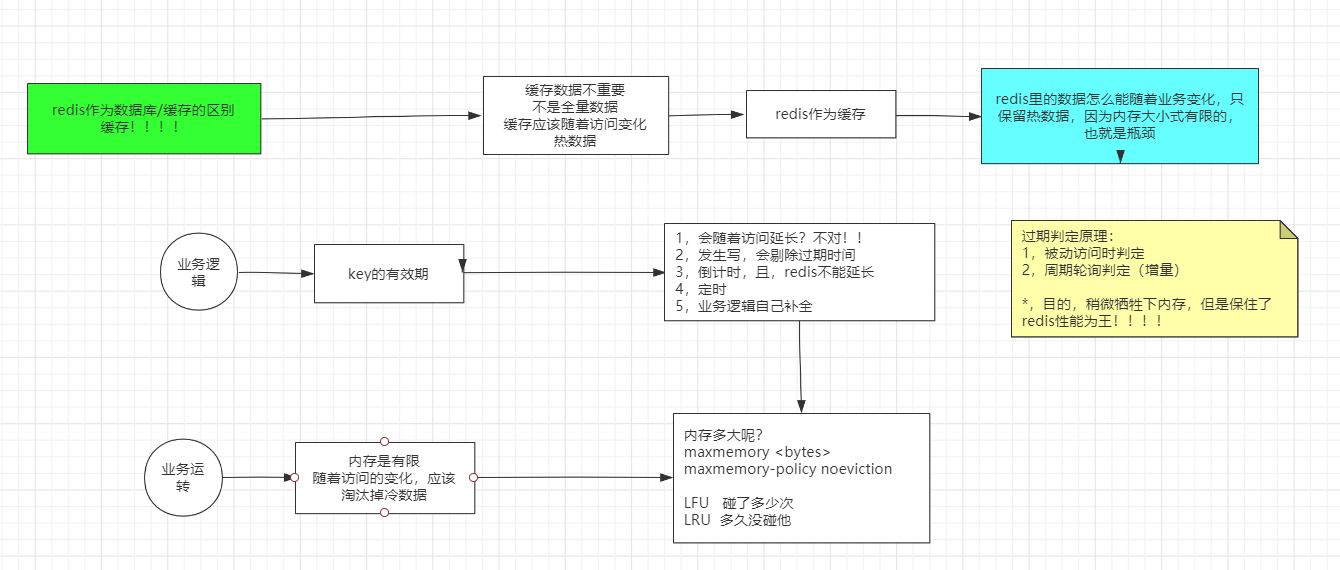 redis作为数据库/缓存的区别
缓存！！！！
缓存数据不重要
不是全量数据
缓存应该随着访问变化
热数据
redis作为缓存
redis里的数据怎么能随着业务变化，只
保留热数据，因为内存大小式有限的，
也就是瓶颈
业务逻
辑
key的有效期
1，会随着访问延长？不对！！
2，发生写，会剔除过期时间
3，倒计时，且，redis不能延长
4，定时
5，业务逻辑自己补全
过期判定原理：
1，被动访问时判定
2，周期轮询判定（增量）
*，目的，稍微牺牲下内存，但是保住了
redis性能为王！！！！
业务运
转
内存是有限
随着访问的变化，应该
淘汰掉冷数据
内存多大呢？
maxmemory <bytes>
maxmemory-policy noeviction
LFU 碰了多少次
LRU 多久没碰他